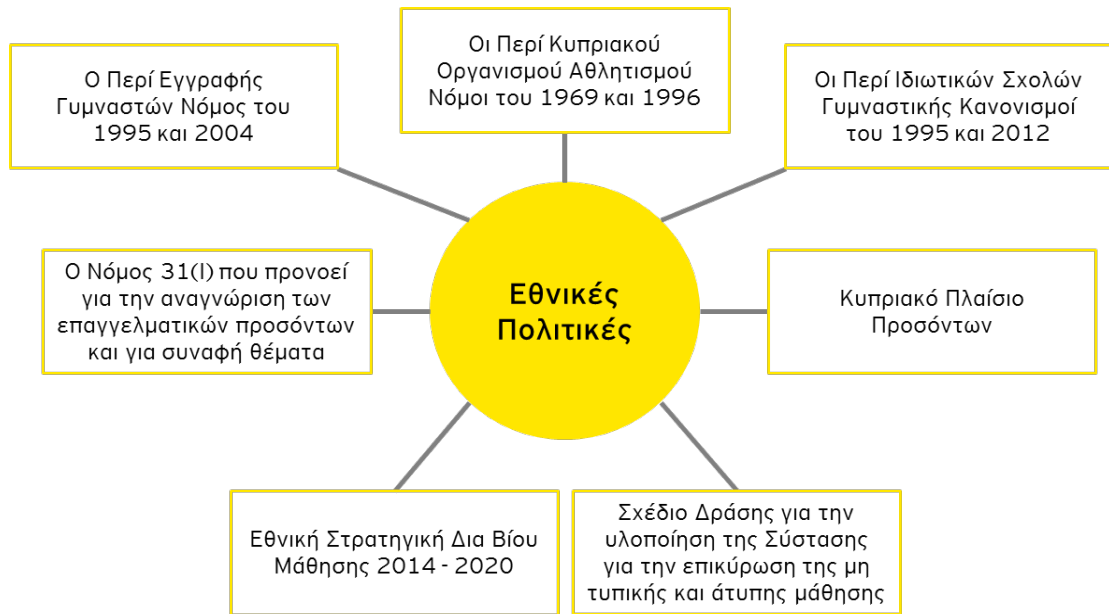 Ο Περί Εγγραφής
Γυμναστών Νόμος του
1995 και 2004
Οι Περί Κυπριακού
Οργανισμού Αθλητισμού
Νόμοι του 1969 και 1996
Οι Περί Ιδιωτικών Σχολών
Γυμναστικής Κανονισμοί
του 1995 και 2012
Ο Νόμος 31(Ι) που προνοεί
για την αναγνώριση των
επαγγελματικών προσόντων
και για συναφή θέματα
Εθνικές
Πολιτικές
Κυπριακό Πλαίσιο
Προσόντων
Εθνική Στρατηγική Δια Βίου
Μάθησης 2014 - 2020
Σχέδιο Δράσης για την
υλοποίηση της Σύστασης
για την επικύρωση της μη
τυπικής και άτυπης μάθησης